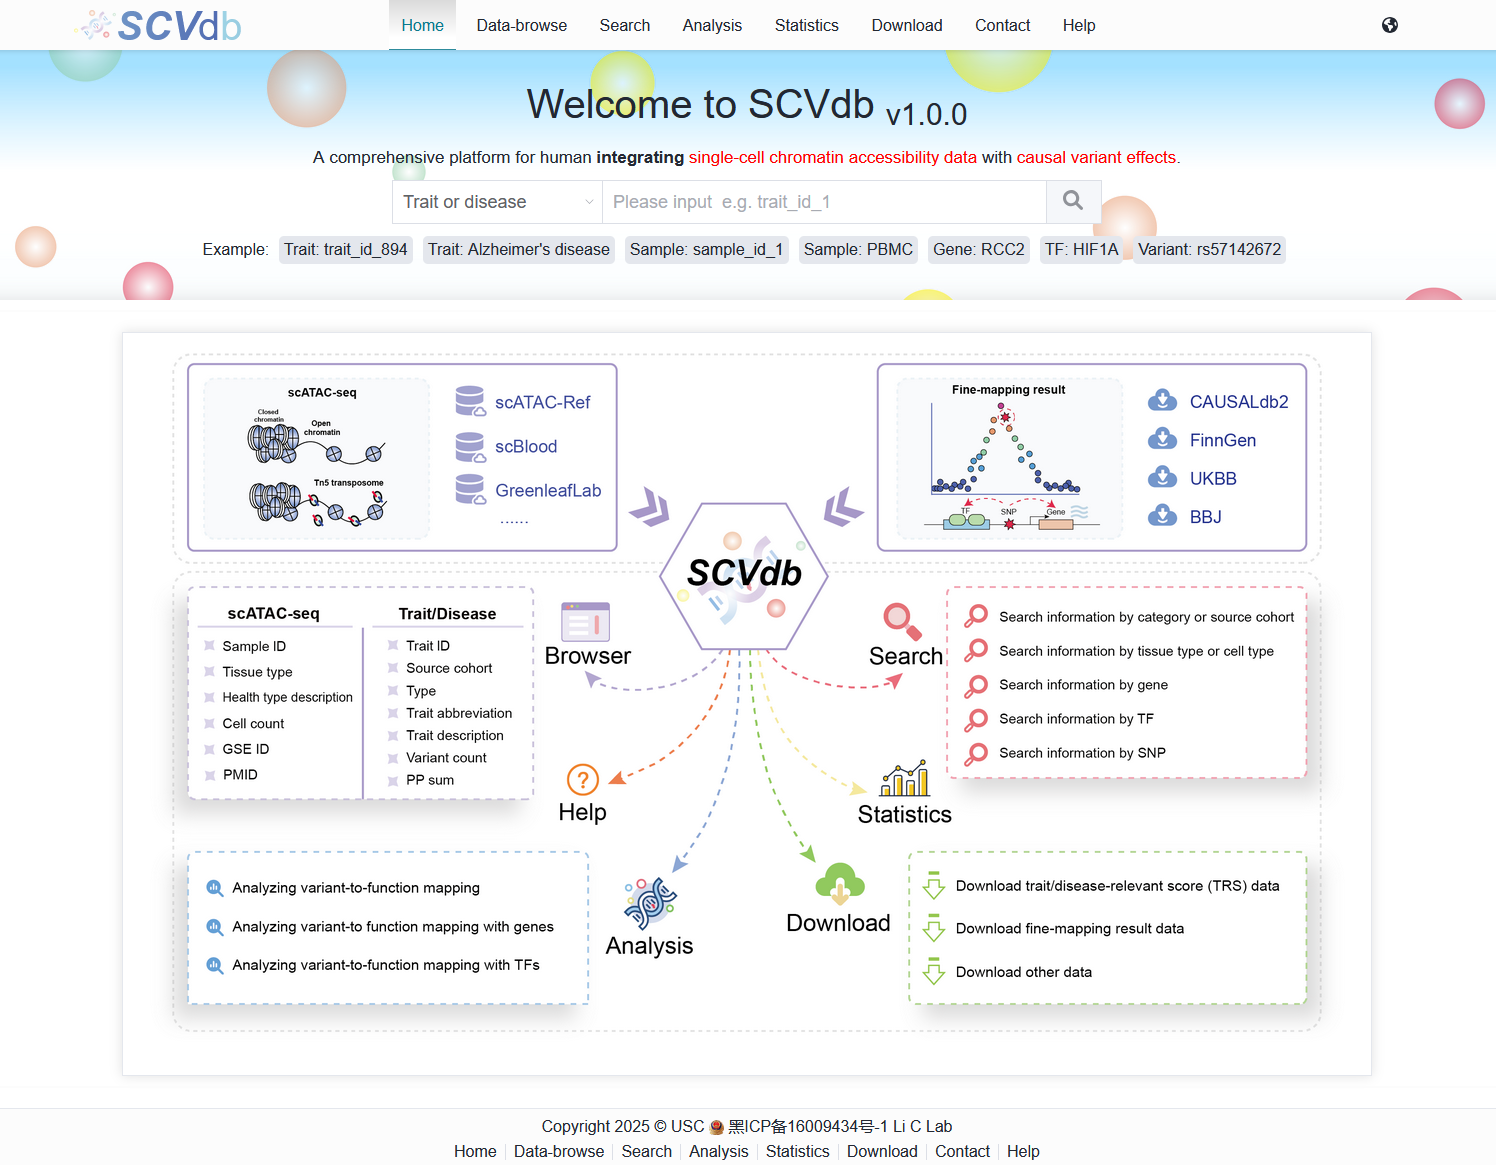 SCVdb
Home Data-browse Search Analysis Statistics Download Contact Help
Welcome to SCVdb v1.0.0
A comprehensive platform for human integrating single-cell chromatin accessibility data with causal variant effects.
Trait or disease Please input e.g. trait_id_1
Example: Trait: trait_id_894 Trait: Alzheimer's disease Sample: sample_id_1 Sample: PBMC Gene: RCC2 TF: HIF1A Variant: rs57142672
scATAC-seq
Closed
chromatin
Open
chromatin
Tn5 transposome
scATAC-Ref
scBlood
GreenleafLab
......
Fine-mapping result
TF SNP Gene
CAUSALdb2
FinnGen
UKBB
BBJ
SCVdb
scATAC-seq
Sample ID
Tissue type
Health type description
Cell count
GSE ID
PMID
Trait/Disease
Trait ID
Source cohort
Type
Trait abbreviation
Trait description
Variant count
PP sum
Browser
Search
Search information by category or source cohort
Search information by tissue type or cell type
Search information by gene
Search information by TF
Search information by SNP
?
Help
Statistics
Analyzing variant-to-function mapping
Analyzing variant-to function mapping with genes
Analyzing variant-to-function mapping with TFs
Analysis
Download
Download trait/disease-relevant score (TRS) data
Download fine-mapping result data
Download other data
Copyright 2025 © USC 黑ICP备16009434号-1 Li C Lab
Home Data-browse Search Analysis Statistics Download Contact Help